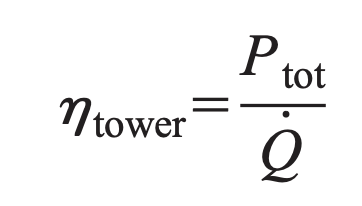 η_tower = P_tot / Q̇